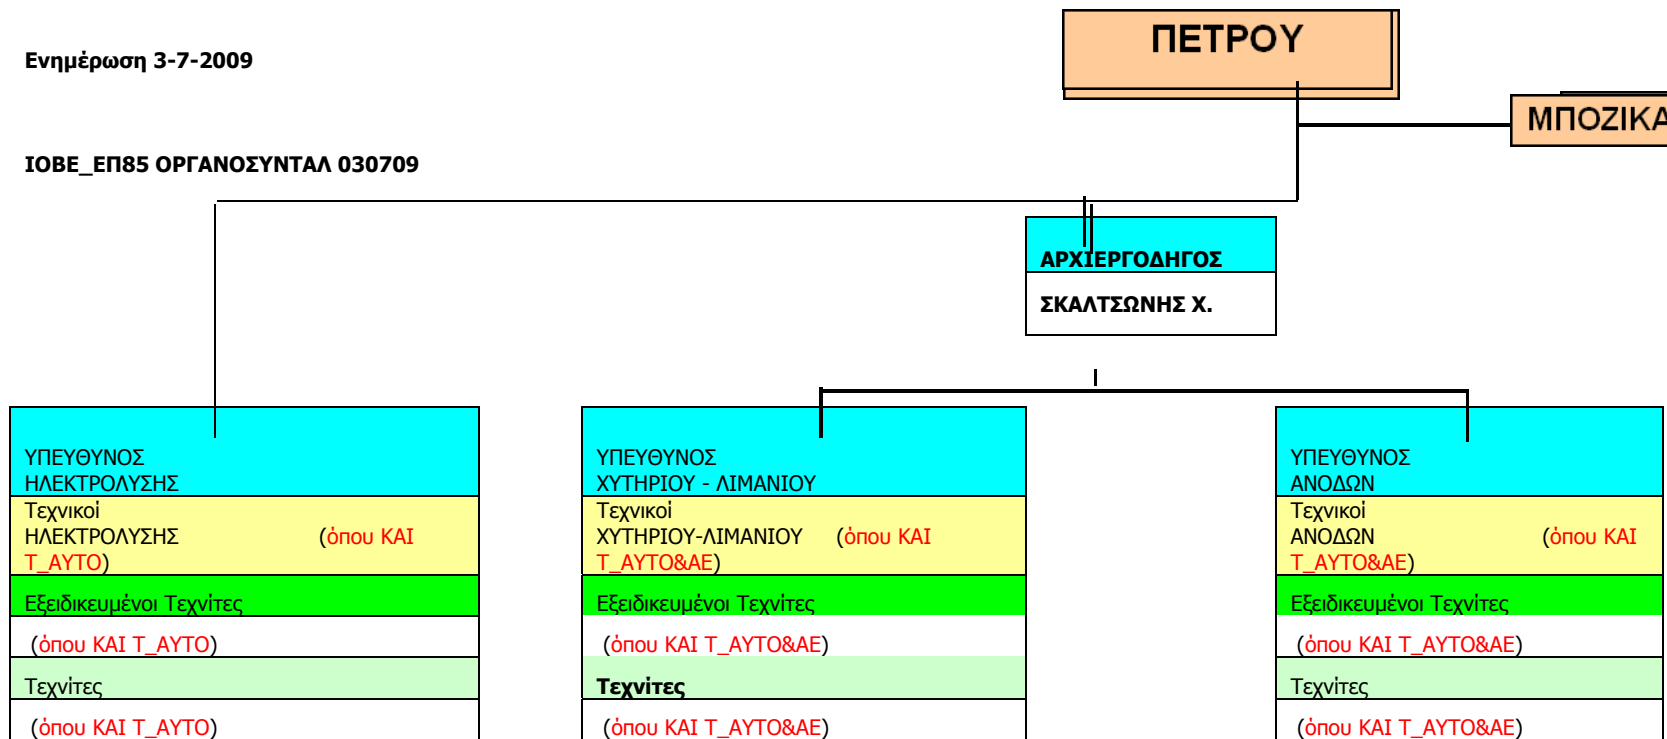 ΠΕΤΡΟΥ
Ενημέρωση 3-7-2009
ΜΠΟΖΙΚΑ
ΙΟΒΕ_ΕΠ85 ΟΡΓΑΝΟΣΥΝΤΑΛ 030709
ΑΡΧΙΕΡΓΟΔΗΓΟΣ
ΣΚΑΛΤΣΩΝΗΣ Χ.
ΥΠΕΥΘΥΝΟΣ
ΗΛΕΚΤΡΟΛΥΣΗΣ
Τεχνικοί
ΗΛΕΚΤΡΟΛΥΣΗΣ (όπου ΚΑΙ
Τ_ΑΥΤΟ)
Εξειδικευμένοι Τεχνίτες
(όπου ΚΑΙ Τ_ΑΥΤΟ)
Τεχνίτες
(όπου ΚΑΙ Τ_ΑΥΤΟ)
ΥΠΕΥΘΥΝΟΣ
ΧΥΤΗΡΙΟΥ - ΛΙΜΑΝΙΟΥ
Τεχνικοί
ΧΥΤΗΡΙΟΥ-ΛΙΜΑΝΙΟΥ (όπου ΚΑΙ
Τ_ΑΥΤΟ&ΑΕ)
Εξειδικευμένοι Τεχνίτες
(όπου ΚΑΙ Τ_ΑΥΤΟ&ΑΕ)
Τεχνίτες
(όπου ΚΑΙ Τ_ΑΥΤΟ&ΑΕ)
ΥΠΕΥΘΥΝΟΣ
ΑΝΟΔΩΝ
Τεχνικοί
ΑΝΟΔΩΝ (όπου ΚΑΙ
Τ_ΑΥΤΟ&ΑΕ)
Εξειδικευμένοι Τεχνίτες
(όπου ΚΑΙ Τ_ΑΥΤΟ&ΑΕ)
Τεχνίτες
(όπου ΚΑΙ Τ_ΑΥΤΟ&ΑΕ)